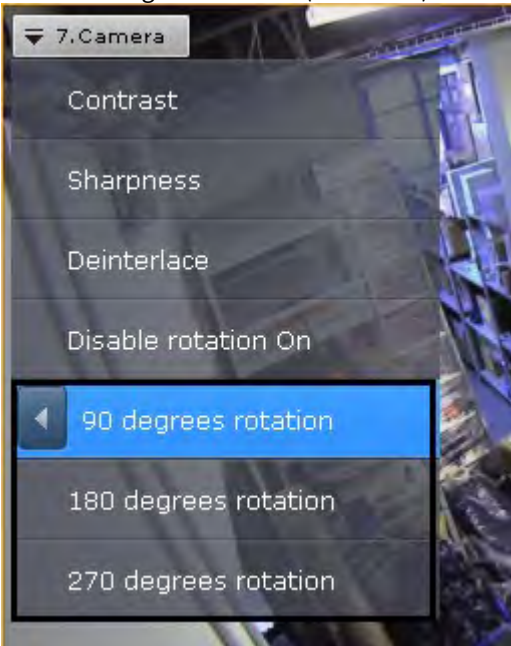 7.Camera
Contrast
Sharpness
Deinterlace
Disable rotation On
90 degrees rotation
180 degrees rotation
270 degrees rotation